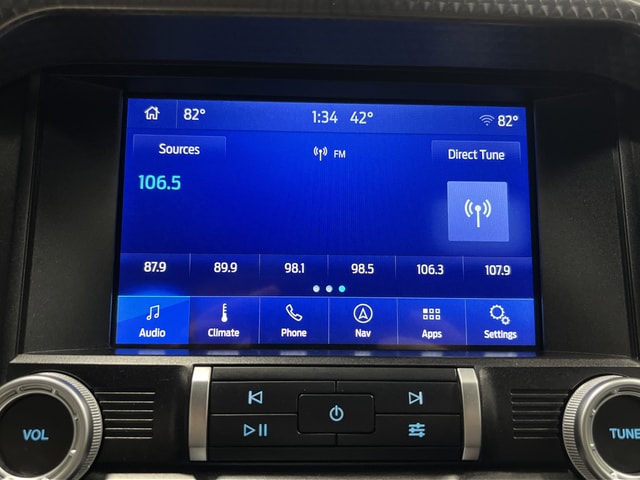 82° 1:34 42° 82°
Sources FM Direct Tune
106.5
87.9 89.9 98.1 98.5 106.3 107.9
Audio Climate Phone Nav Apps Settings
VOL TUNE